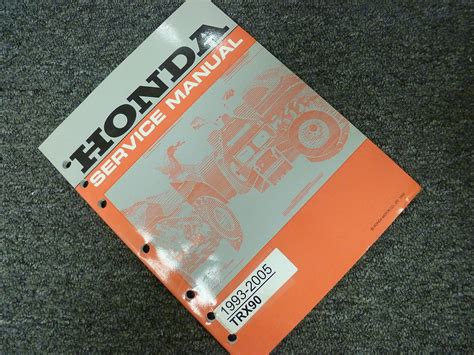 HONDA
SERVICE MANUAL
1993-2005
TRX90